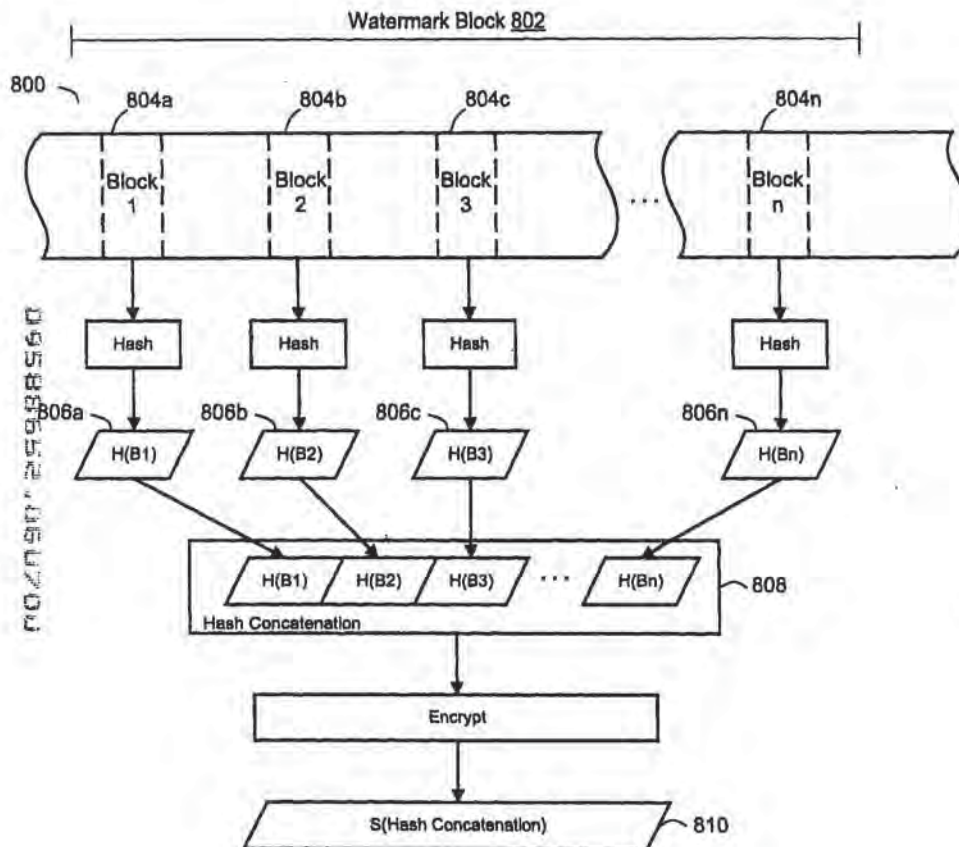 Watermark Block 802
800
804a
804b
804c
804n
Block
1
Block
2
Block
3
. . .
Block
n
Hash
Hash
Hash
Hash
806a
806b
806c
806n
H(B1)
H(B2)
H(B3)
H(Bn)
H(B1)
H(B2)
H(B3)
. . .
H(Bn)
808
Hash Concatenation
Encrypt
S(Hash Concatenation)
810